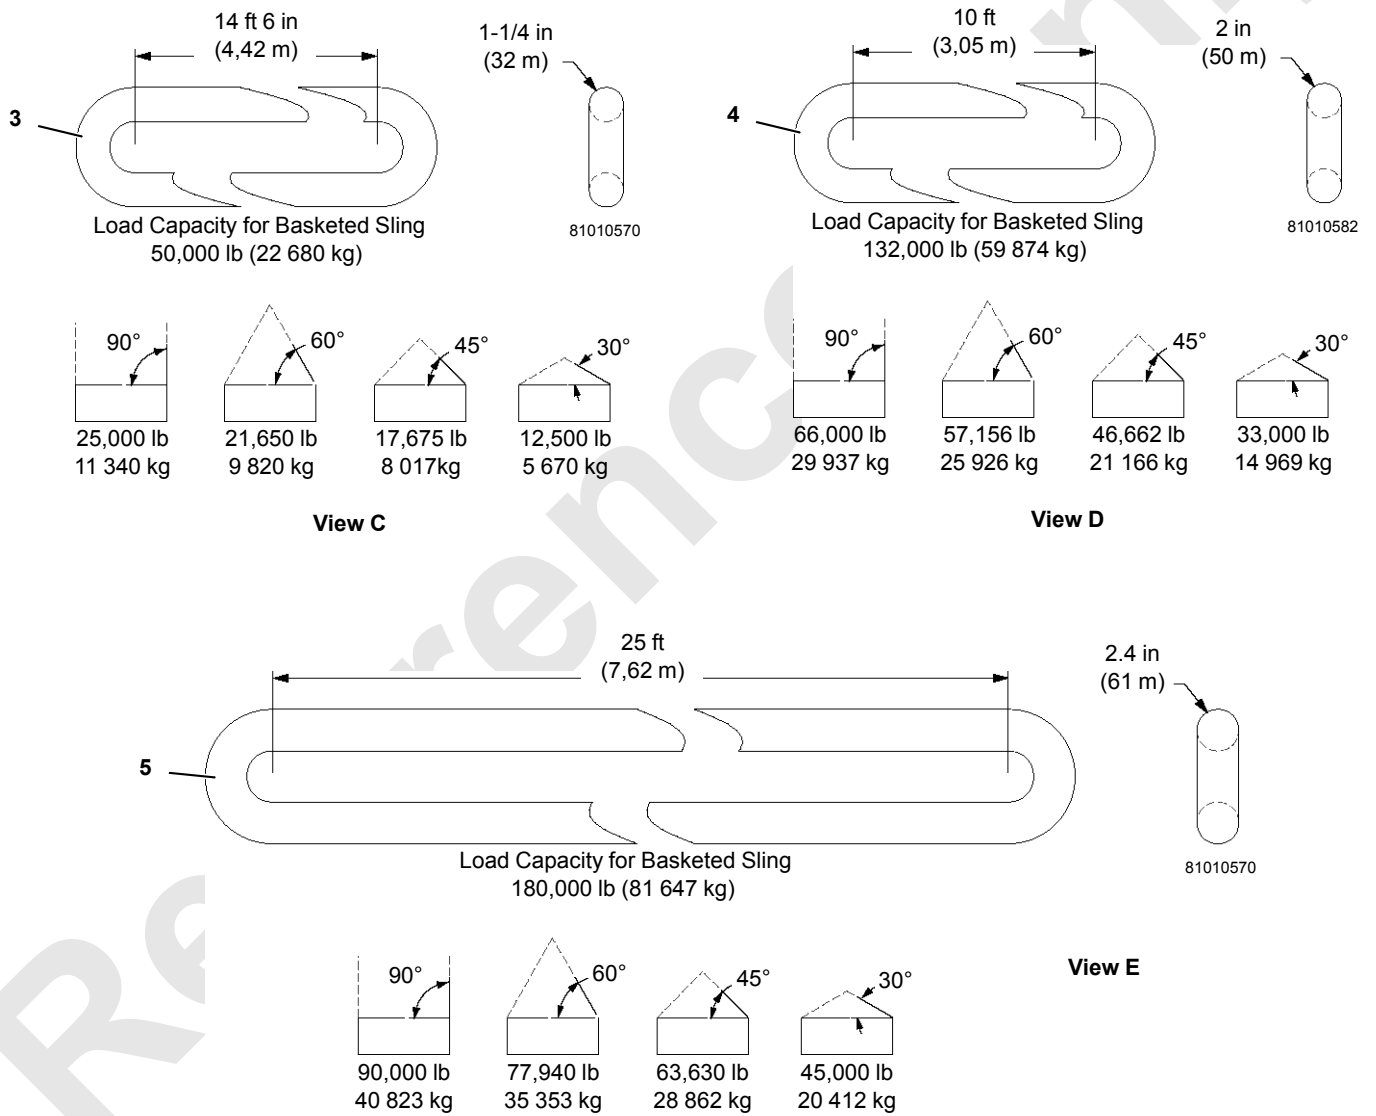 14 ft 6 in
(4,42 m)
1-1/4 in
(32 m)
3
Load Capacity for Basketed Sling
50,000 lb (22 680 kg)
81010570
90°
60°
45°
30°
25,000 lb
11 340 kg
21,650 lb
9 820 kg
17,675 lb
8 017kg
12,500 lb
5 670 kg
View C
10 ft
(3,05 m)
2 in
(50 m)
4
Load Capacity for Basketed Sling
132,000 lb (59 874 kg)
81010582
90°
60°
45°
30°
66,000 lb
29 937 kg
57,156 lb
25 926 kg
46,662 lb
21 166 kg
33,000 lb
14 969 kg
View D
25 ft
(7,62 m)
2.4 in
(61 m)
5
Load Capacity for Basketed Sling
180,000 lb (81 647 kg)
81010570
View E
90°
60°
45°
30°
90,000 lb
40 823 kg
77,940 lb
35 353 kg
63,630 lb
28 862 kg
45,000 lb
20 412 kg